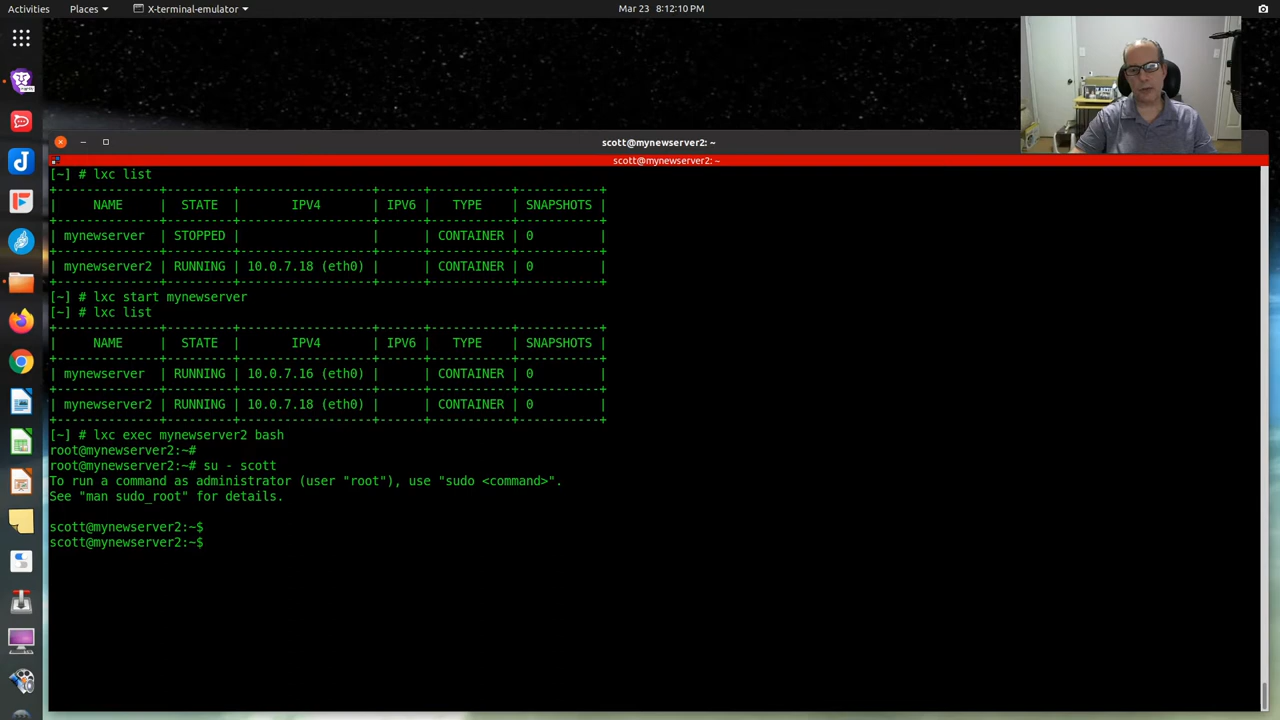 Activities Places X-terminal-emulator Mar 23 8:12:10 PM
scott@mynewserver2: ~
scott@mynewserver2: ~
[~] # lxc list
+-------------+---------+------------------+------+-----------+-----------+
| NAME | STATE | IPV4 | IPV6 | TYPE | SNAPSHOTS |
+-------------+---------+------------------+------+-----------+-----------+
| mynewserver | STOPPED | | | CONTAINER | 0 |
+-------------+---------+------------------+------+-----------+-----------+
| mynewserver2 | RUNNING | 10.0.7.18 (eth0) | | CONTAINER | 0 |
+-------------+---------+------------------+------+-----------+-----------+
[~] # lxc start mynewserver
[~] # lxc list
+-------------+---------+------------------+------+-----------+-----------+
| NAME | STATE | IPV4 | IPV6 | TYPE | SNAPSHOTS |
+-------------+---------+------------------+------+-----------+-----------+
| mynewserver | RUNNING | 10.0.7.16 (eth0) | | CONTAINER | 0 |
+-------------+---------+------------------+------+-----------+-----------+
| mynewserver2 | RUNNING | 10.0.7.18 (eth0) | | CONTAINER | 0 |
+-------------+---------+------------------+------+-----------+-----------+
[~] # lxc exec mynewserver2 bash
root@mynewserver2:~#
root@mynewserver2:~# su - scott
To run a command as administrator (user "root"), use "sudo <command>".
See "man sudo_root" for details.
scott@mynewserver2:~$
scott@mynewserver2:~$